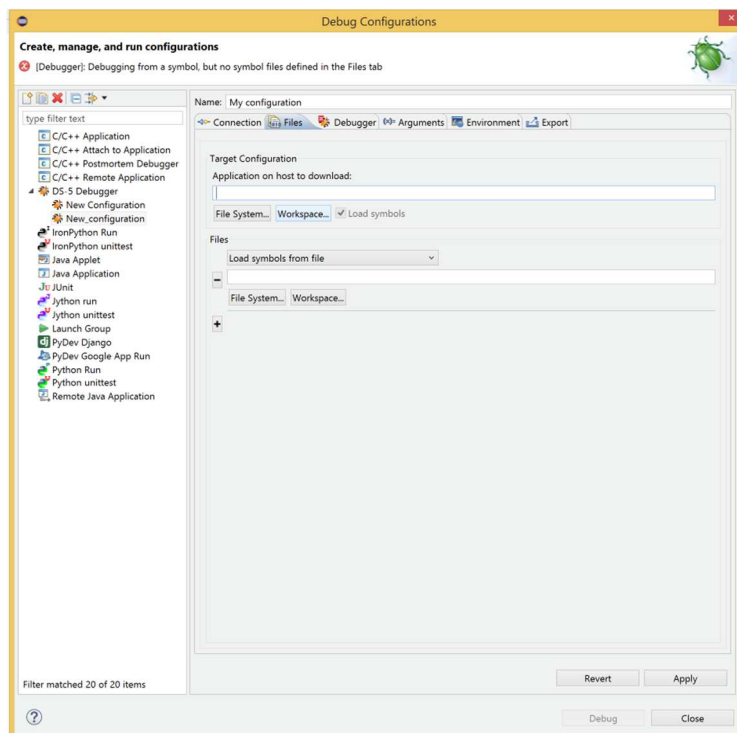 Debug Configurations
Create, manage, and run configurations
[Debugger]: Debugging from a symbol, but no symbol files defined in the Files tab
type filter text
C/C++ Application
C/C++ Attach to Application
C/C++ Postmortem Debugger
C/C++ Remote Application
DS-5 Debugger
New Configuration
New_configuration
IronPython Run
IronPython unittest
Java Applet
Java Application
JUnit
Jython run
Jython unittest
Launch Group
PyDev Django
PyDev Google App Run
Python Run
Python unittest
Remote Java Application
Filter matched 20 of 20 items
Name: My configuration
Connection Files Debugger Arguments Environment Export
Target Configuration
Application on host to download:
File System... Workspace... Load symbols
Files
Load symbols from file
File System... Workspace...
Revert Apply
Debug Close